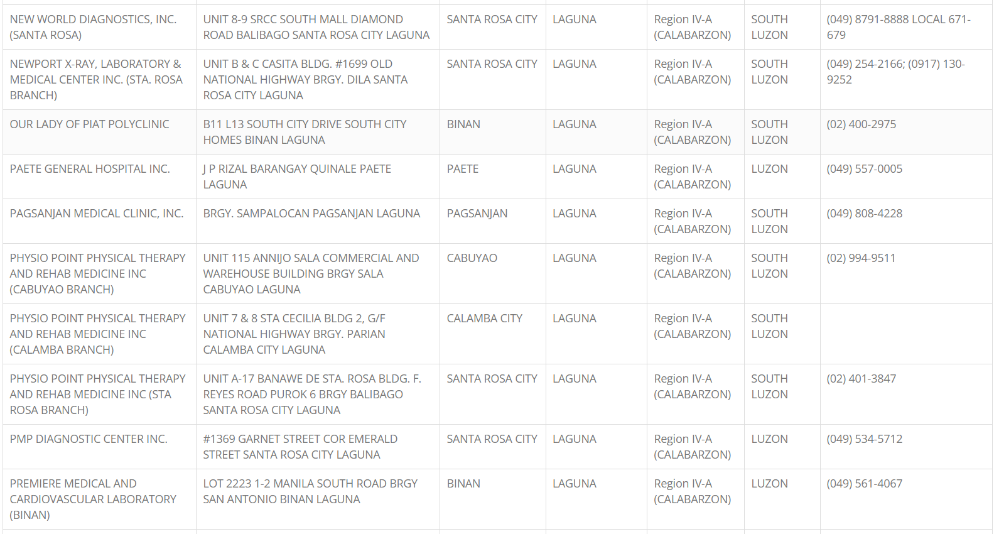 NEW WORLD DIAGNOSTICS, INC.
(SANTA ROSA)
UNIT 8-9 SRCC SOUTH MALL DIAMOND
ROAD BALIBAGO SANTA ROSA CITY LAGUNA
SANTA ROSA CITY
LAGUNA
Region IV-A
(CALABARZON)
SOUTH
LUZON
(049) 8791-8888 LOCAL 671-
679
NEWPORT X-RAY, LABORATORY &
MEDICAL CENTER INC. (STA. ROSA
BRANCH)
UNIT B & C CASITA BLDG. #1699 OLD
NATIONAL HIGHWAY BRGY. DILA SANTA
ROSA CITY LAGUNA
SANTA ROSA CITY
LAGUNA
Region IV-A
(CALABARZON)
SOUTH
LUZON
(049) 254-2166; (0917) 130-
9252
OUR LADY OF PIAT POLYCLINIC
B11 L13 SOUTH CITY DRIVE SOUTH CITY
HOMES BINAN LAGUNA
BINAN
LAGUNA
Region IV-A
(CALABARZON)
SOUTH
LUZON
(02) 400-2975
PAETE GENERAL HOSPITAL INC.
J P RIZAL BARANGAY QUINALE PAETE
LAGUNA
PAETE
LAGUNA
Region IV-A
(CALABARZON)
LUZON
(049) 557-0005
PAGSANJAN MEDICAL CLINIC, INC.
BRGY. SAMPALOCAN PAGSANJAN LAGUNA
PAGSANJAN
LAGUNA
Region IV-A
(CALABARZON)
SOUTH
LUZON
(049) 808-4228
PHYSIO POINT PHYSICAL THERAPY
AND REHAB MEDICINE INC
(CABUYAO BRANCH)
UNIT 115 ANNIJO SALA COMMERCIAL AND
WAREHOUSE BUILDING BRGY SALA
CABUYAO LAGUNA
CABUYAO
LAGUNA
Region IV-A
(CALABARZON)
SOUTH
LUZON
(02) 994-9511
PHYSIO POINT PHYSICAL THERAPY
AND REHAB MEDICINE INC
(CALAMBA BRANCH)
UNIT 7 & 8 STA CECILIA BLDG 2, G/F
NATIONAL HIGHWAY BRGY. PARIAN
CALAMBA CITY LAGUNA
CALAMBA CITY
LAGUNA
Region IV-A
(CALABARZON)
SOUTH
LUZON
PHYSIO POINT PHYSICAL THERAPY
AND REHAB MEDICINE INC (STA
ROSA BRANCH)
UNIT A-17 BANAWE DE STA. ROSA BLDG. F.
REYES ROAD PUROK 6 BRGY BALIBAGO
SANTA ROSA CITY LAGUNA
SANTA ROSA CITY
LAGUNA
Region IV-A
(CALABARZON)
SOUTH
LUZON
(02) 401-3847
PMP DIAGNOSTIC CENTER INC.
#1369 GARNET STREET COR EMERALD
STREET SANTA ROSA CITY LAGUNA
SANTA ROSA CITY
LAGUNA
Region IV-A
(CALABARZON)
LUZON
(049) 534-5712
PREMIERE MEDICAL AND
CARDIOVASCULAR LABORATORY
(BINAN)
LOT 2223 1-2 MANILA SOUTH ROAD BRGY
SAN ANTONIO BINAN LAGUNA
BINAN
LAGUNA
Region IV-A
(CALABARZON)
LUZON
(049) 561-4067